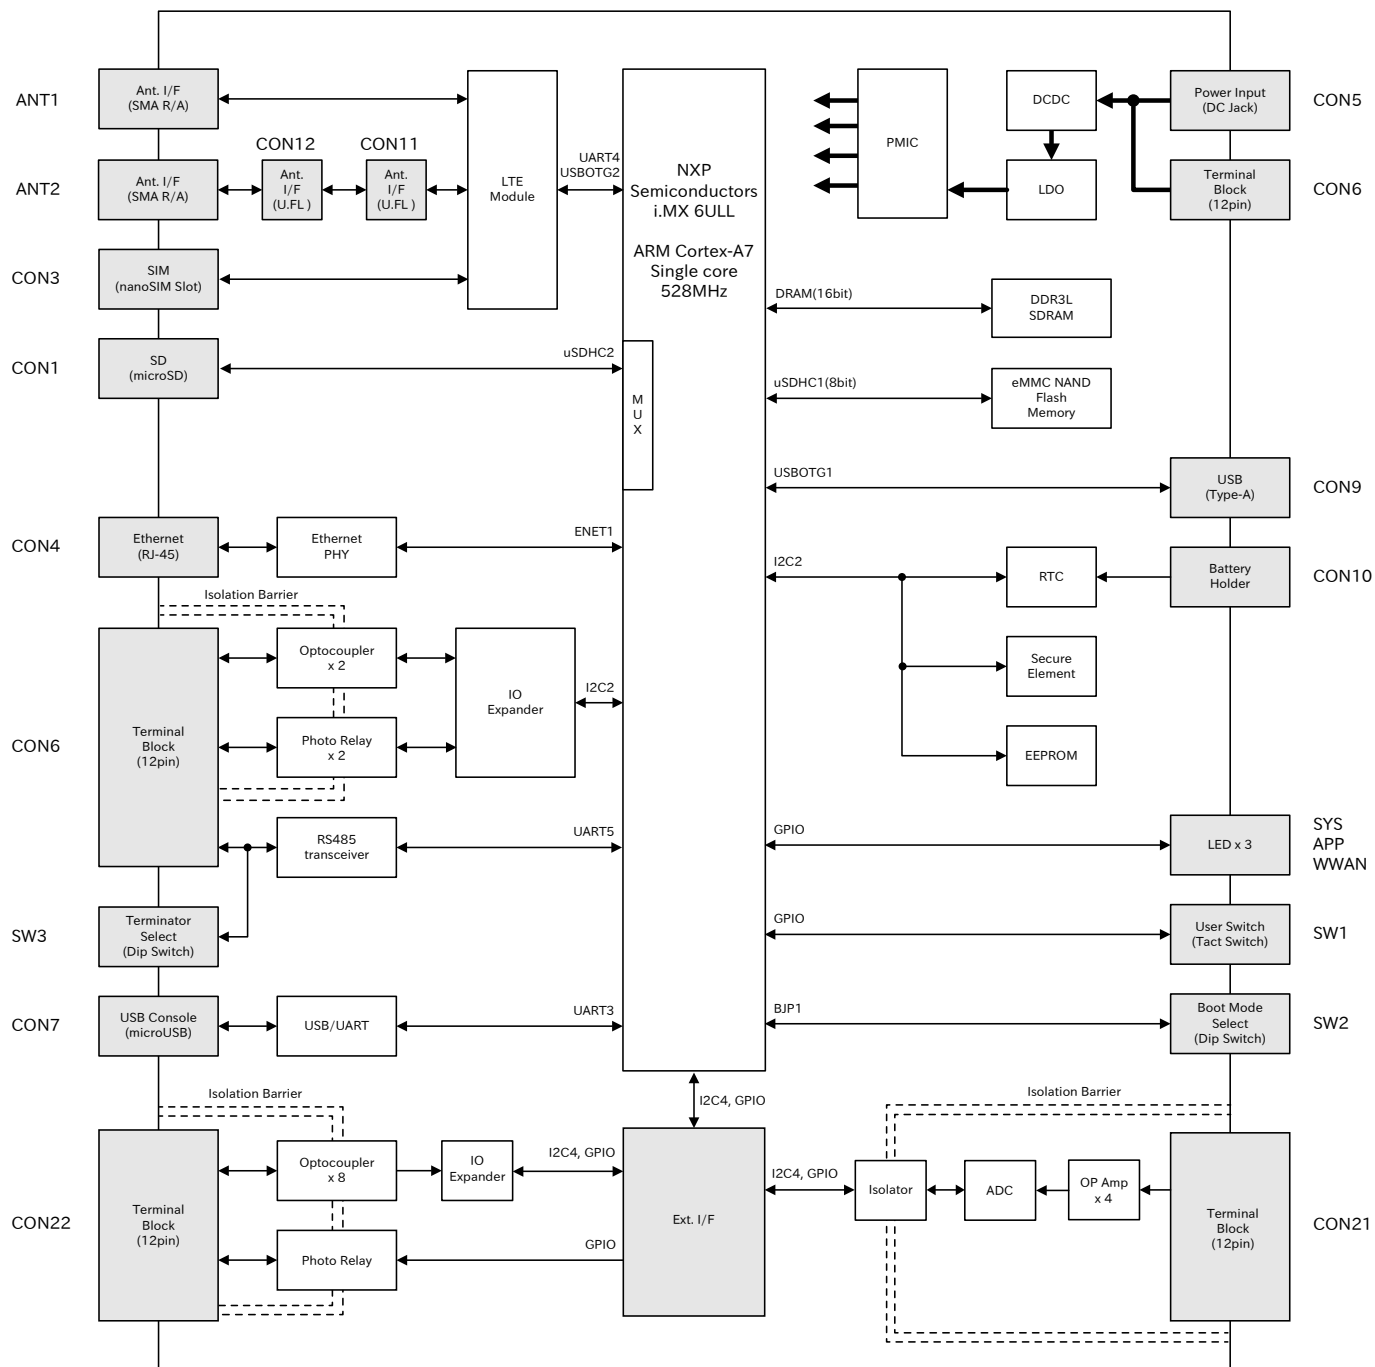 ANT1
Ant. I/F
(SMA R/A)
ANT2
Ant. I/F
(SMA R/A)
CON12
Ant.
I/F
(U.FL )
CON11
Ant.
I/F
(U.FL )
LTE
Module
UART4
USBOTG2
CON3
SIM
(nanoSIM Slot)
CON1
SD
(microSD)
uSDHC2
M
U
X
NXP
Semiconductors
i.MX 6ULL
ARM Cortex-A7
Single core
528MHz
PMIC
DCDC
LDO
Power Input
(DC Jack)
CON5
Terminal
Block
(12pin)
CON6
DRAM(16bit)
DDR3L
SDRAM
uSDHC1(8bit)
eMMC NAND
Flash
Memory
USBOTG1
USB
(Type-A)
CON9
CON4
Ethernet
(RJ-45)
Ethernet
PHY
ENET1
I2C2
RTC
Battery
Holder
CON10
Secure
Element
EEPROM
Isolation Barrier
CON6
Terminal
Block
(12pin)
Optocoupler
x 2
Photo Relay
x 2
IO
Expander
I2C2
RS485
transceiver
UART5
SW3
Terminator
Select
(Dip Switch)
GPIO
LED x 3
SYS
APP
WWAN
GPIO
User Switch
(Tact Switch)
SW1
CON7
USB Console
(microUSB)
USB/UART
UART3
BJP1
Boot Mode
Select
(Dip Switch)
SW2
I2C4, GPIO
Isolation Barrier
CON22
Terminal
Block
(12pin)
Optocoupler
x 8
IO
Expander
I2C4, GPIO
Photo Relay
GPIO
Ext. I/F
Isolation Barrier
I2C4, GPIO
Isolator
ADC
OP Amp
x 4
Terminal
Block
(12pin)
CON21